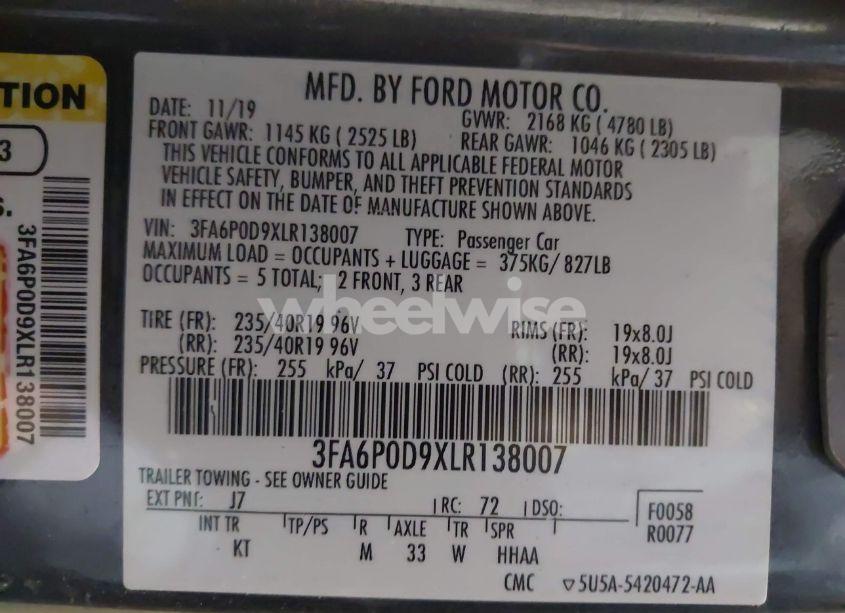 TION
3
S.
3FA6P0D9XLR138007
MFD. BY FORD MOTOR CO.
DATE: 11/19 GVWR: 2168 KG ( 4780 LB)
FRONT GAWR: 1145 KG ( 2525 LB) REAR GAWR: 1046 KG ( 2305 LB)
THIS VEHICLE CONFORMS TO ALL APPLICABLE FEDERAL MOTOR
VEHICLE SAFETY, BUMPER, AND THEFT PREVENTION STANDARDS
IN EFFECT ON THE DATE OF MANUFACTURE SHOWN ABOVE.
VIN: 3FA6P0D9XLR138007 TYPE: Passenger Car
MAXIMUM LOAD = OCCUPANTS + LUGGAGE = 375KG/ 827LB
OCCUPANTS = 5 TOTAL; 2 FRONT, 3 REAR
wheelwise
TIRE (FR): 235/40R19 96V RIMS (FR): 19x8.0J
(RR): 235/40R19 96V (RR): 19x8.0J
PRESSURE (FR): 255 kPa/ 37 PSI COLD (RR): 255 kPa/ 37 PSI COLD
3FA6P0D9XLR138007
TRAILER TOWING - SEE OWNER GUIDE
EXT PNT: J7 RC: 72 DSO: F0058
INT TR TP/PS R AXLE TR SPR R0077
KT M 33 W HHAA
CMC ▽5U5A-5420472-AA